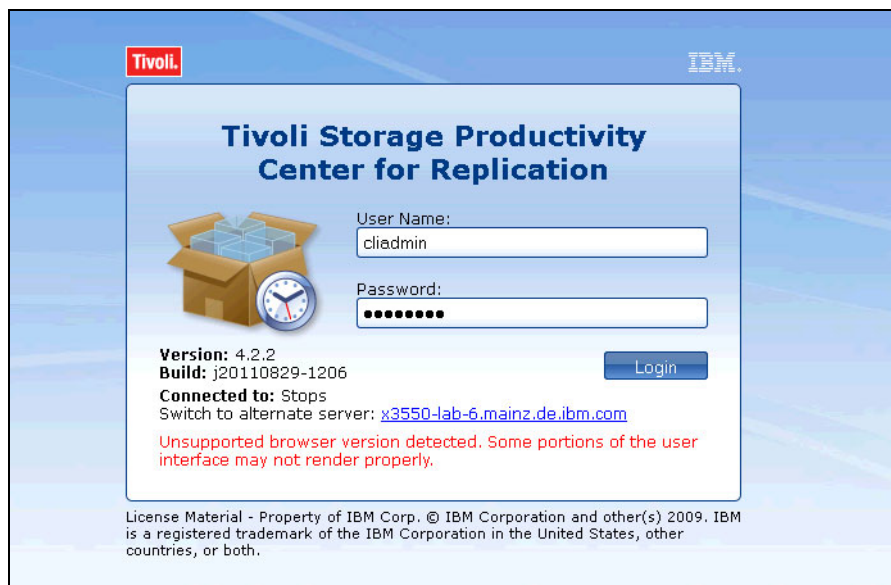 Tivoli.
IBM.
Tivoli Storage Productivity
Center for Replication
User Name:
cliadmin
Password:
●●●●●●●●
Version: 4.2.2
Build: j20110829-1206
Login
Connected to: Stops
Switch to alternate server: x3550-lab-6.mainz.de.ibm.com
Unsupported browser version detected. Some portions of the user
interface may not render properly.
License Material - Property of IBM Corp. © IBM Corporation and other(s) 2009. IBM
is a registered trademark of the IBM Corporation in the United States, other
countries, or both.